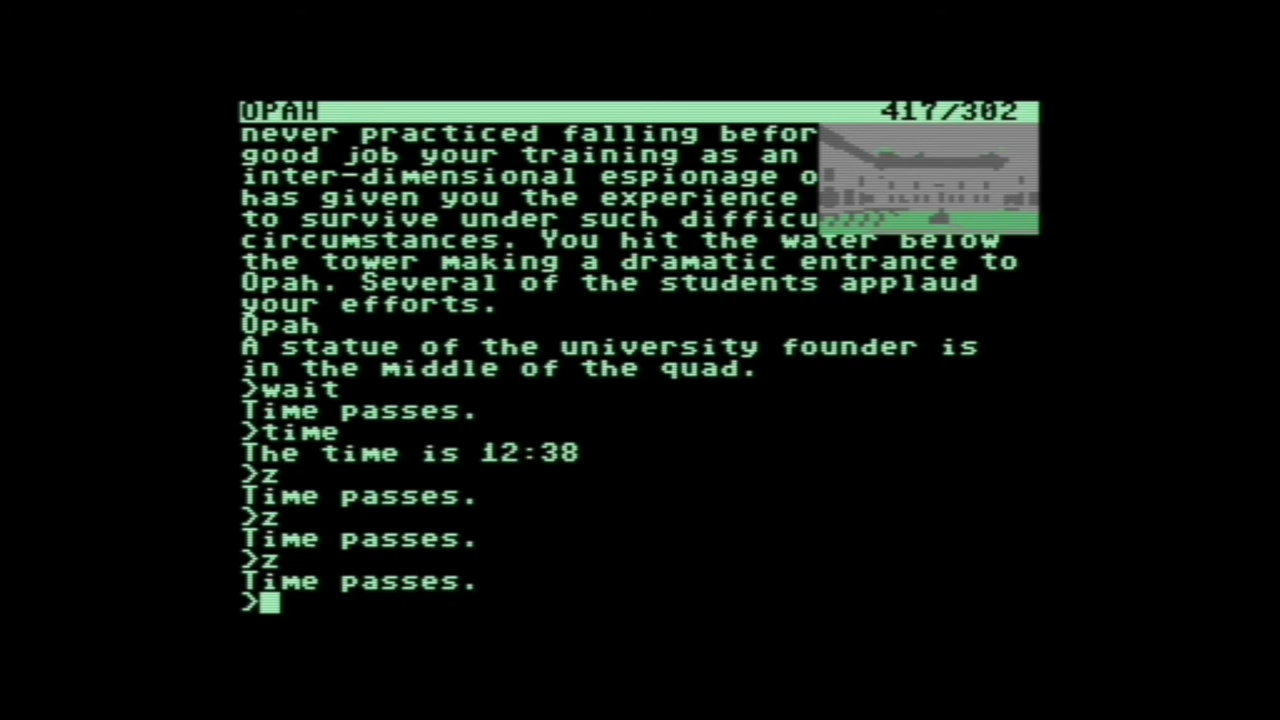 OPAH 417/302
never practiced falling befor
good job your training as an
inter-dimensional espionage o
has given you the experience
to survive under such difficu
circumstances. You hit the water below
the tower making a dramatic entrance to
Opah. Several of the students applaud
your efforts.
Opah
A statue of the university founder is
in the middle of the quad.
>wait
Time passes.
>time
The time is 12:38
>z
Time passes.
>z
Time passes.
>z
Time passes.
>